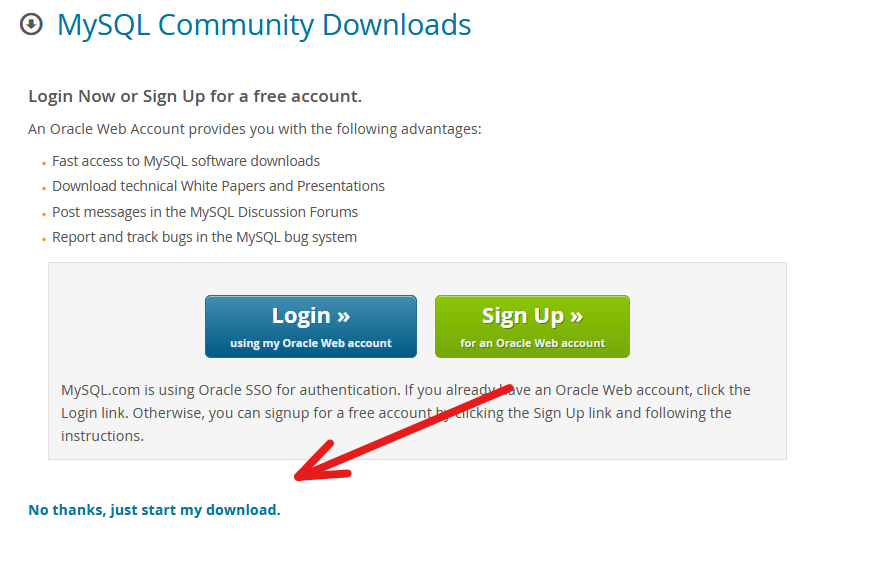 MySQL Community Downloads
Login Now or Sign Up for a free account.
An Oracle Web Account provides you with the following advantages:
Fast access to MySQL software downloads
Download technical White Papers and Presentations
Post messages in the MySQL Discussion Forums
Report and track bugs in the MySQL bug system
Login »
using my Oracle Web account
Sign Up »
for an Oracle Web account
MySQL.com is using Oracle SSO for authentication. If you already have an Oracle Web account, click the
Login link. Otherwise, you can signup for a free account by clicking the Sign Up link and following the
instructions.
No thanks, just start my download.